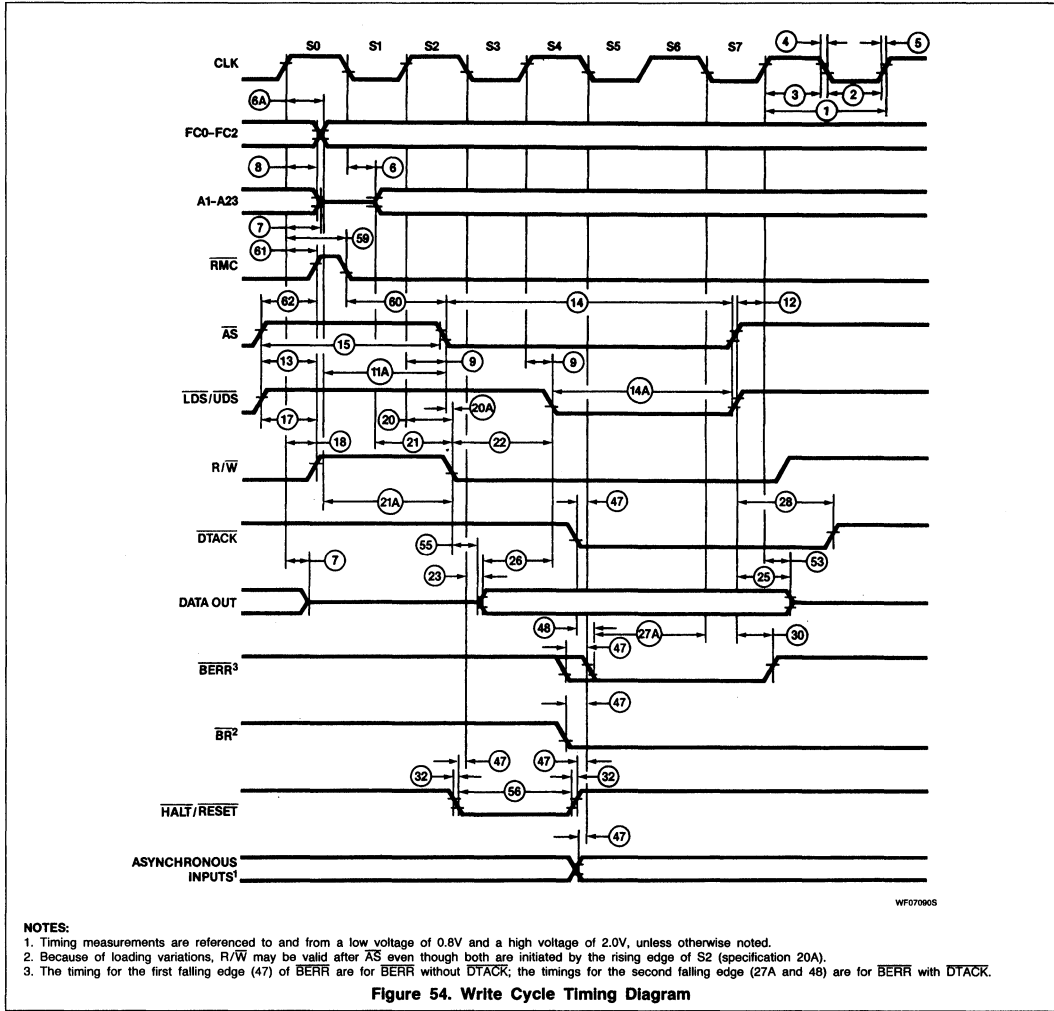 S0 S1 S2 S3 S4 S5 S6 S7 4 5
CLK
3 2
6A 1
FC0–FC2
8 6
A1–A23
7 59
61
RMC
62 60 14 12
AS
15
13 11A 9 9
14A
LDS/UDS
17 20 20A
18 21 22
R/W
21A 47 28
DTACK
55
7 26 53
23 25
DATA OUT
48 27A 30
47
BERR³
47
BR²
47 47
32 56 32
HALT/RESET
47
ASYNCHRONOUS
INPUTS¹
WF07090S
NOTES:
1. Timing measurements are referenced to and from a low voltage of 0.8V and a high voltage of 2.0V, unless otherwise noted.
2. Because of loading variations, R/W may be valid after AS even though both are initiated by the rising edge of S2 (specification 20A).
3. The timing for the first falling edge (47) of BERR are for BERR without DTACK; the timings for the second falling edge (27A and 48) are for BERR with DTACK.
Figure 54. Write Cycle Timing Diagram